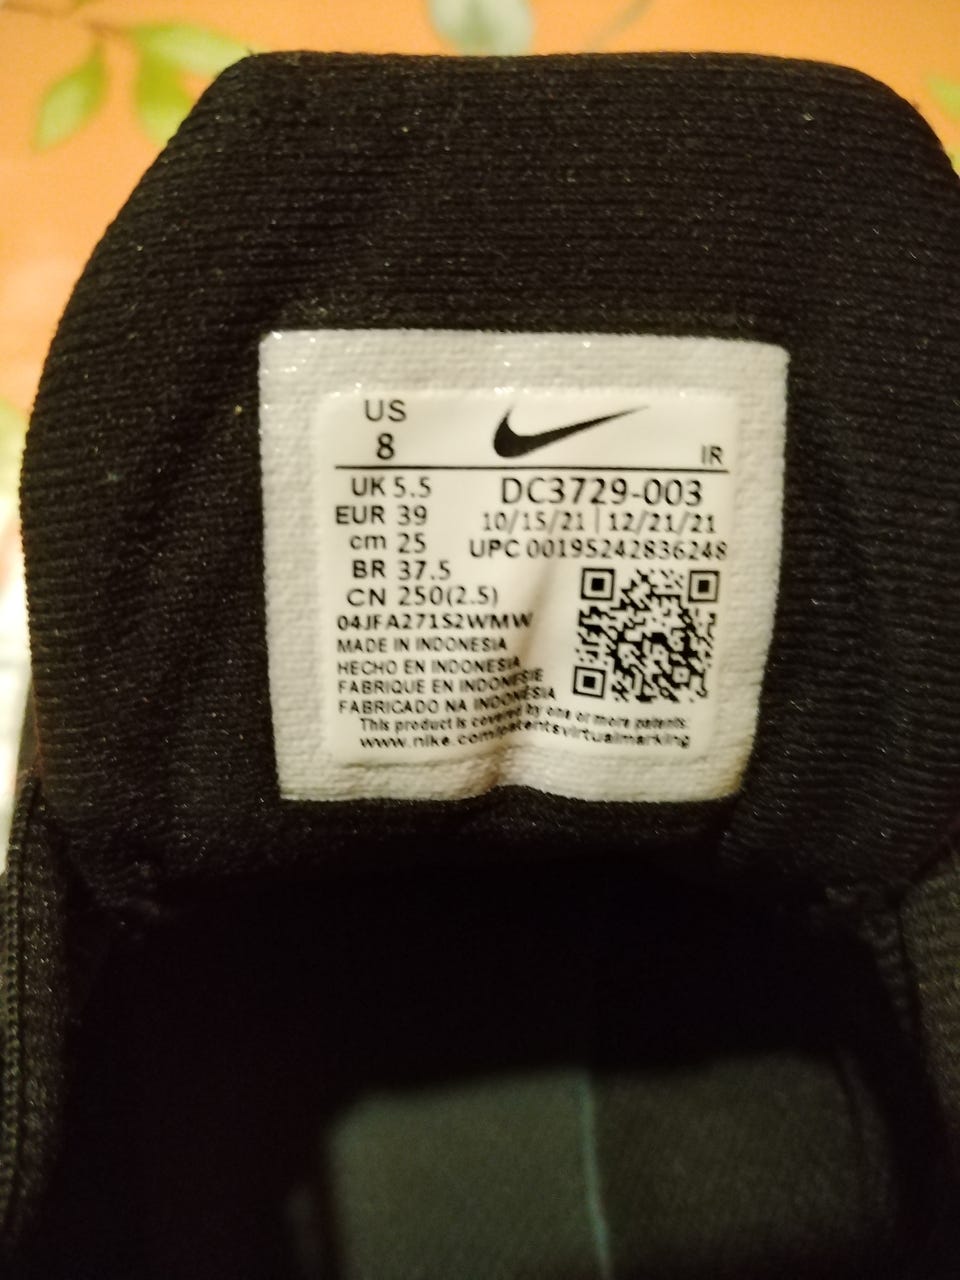 US
8
IR
UK 5.5
DC3729-003
EUR 39
10/15/21 | 12/21/21
cm 25
UPC 00195242836248
BR 37.5
CN 250(2.5)
04JFA271S2WMW
MADE IN INDONESIA
HECHO EN INDONESIA
FABRIQUE EN INDONESIE
FABRICADO NA INDONÉSIA
This product is covered by one or more patents:
www.nike.com/patentsvirtualmarking